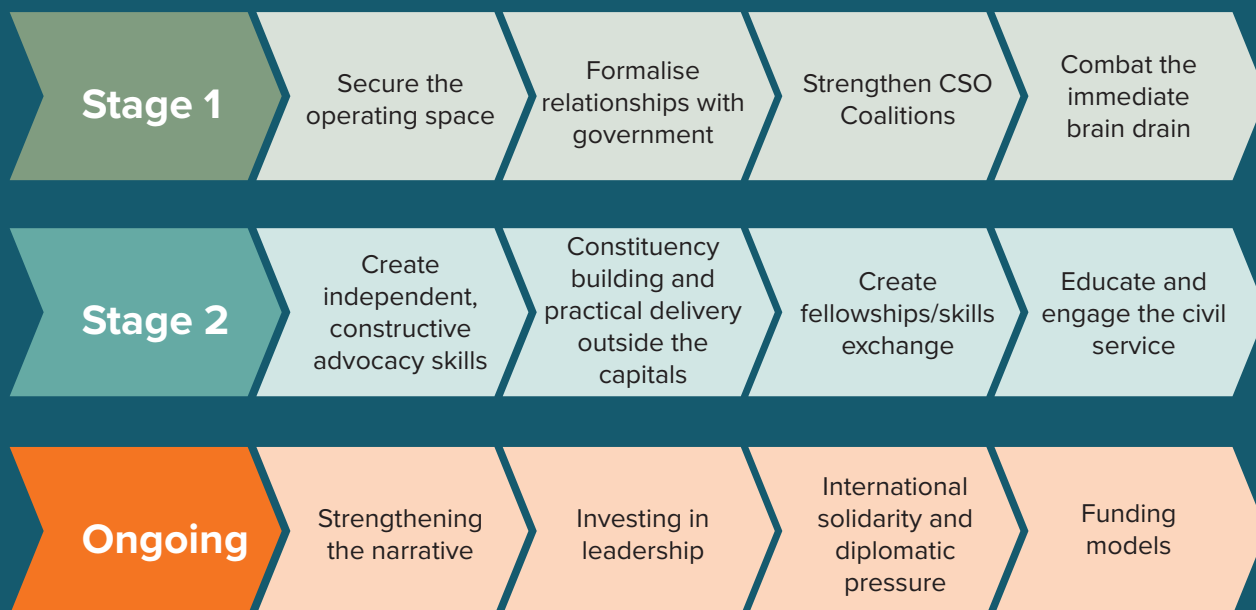 Stage 1
Secure the
operating space
Formalise
relationships with
government
Strengthen CSO
Coalitions
Combat the
immediate
brain drain
Stage 2
Create
independent,
constructive
advocacy skills
Constituency
building and
practical delivery
outside the
capitals
Create
fellowships/skills
exchange
Educate and
engage the civil
service
Ongoing
Strengthening
the narrative
Investing in
leadership
International
solidarity and
diplomatic
pressure
Funding
models